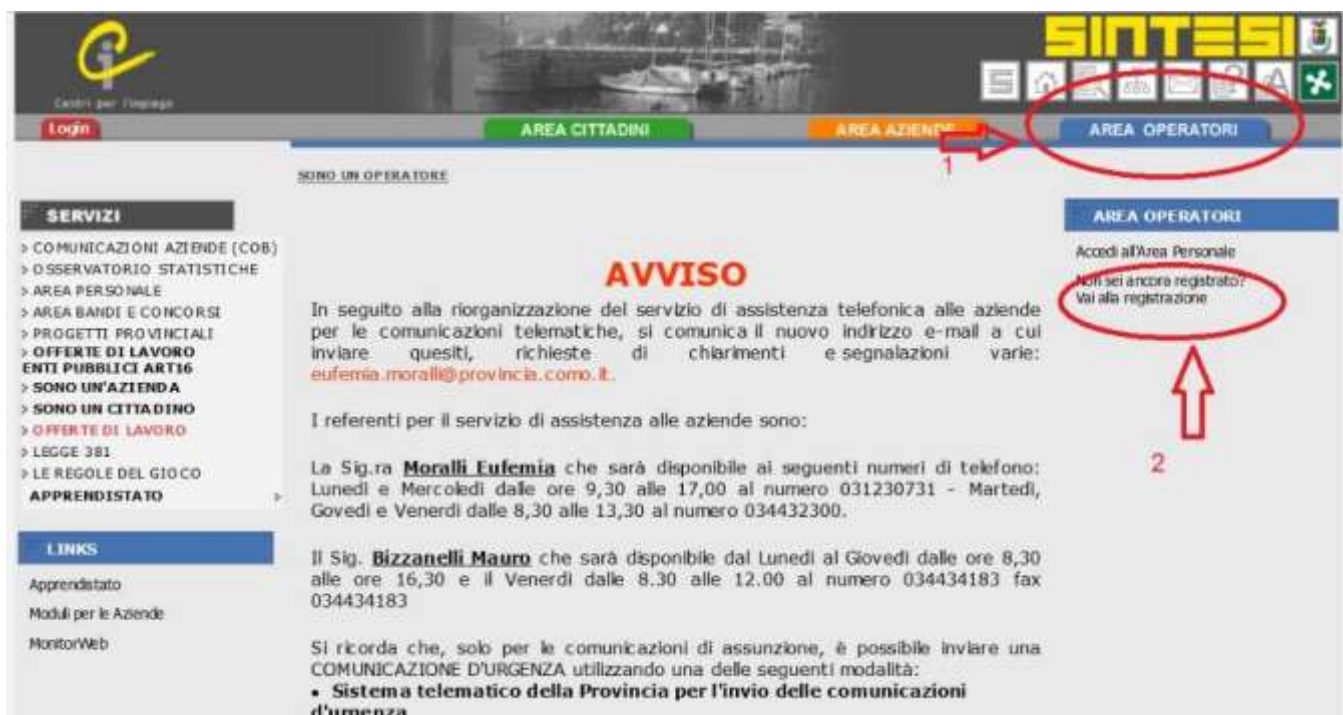 SINTESI
Centri per l'impiego
Login
AREA CITTADINI
AREA AZIENDE
AREA OPERATORI
1
SONO UN OPERATORE
SERVIZI
> COMUNICAZIONI AZIENDE (COB)
> OSSERVATORIO STATISTICHE
> AREA PERSONALE
> AREA BANDI E CONCORSI
> PROGETTI PROVINCIALI
> OFFERTE DI LAVORO
ENTI PUBBLICI ART16
> SONO UN'AZIENDA
> SONO UN CITTADINO
> OFFERTE DI LAVORO
> LEGGE 381
> LE REGOLE DEL GIOCO
APPRENDISTATO >
LINKS
Apprendistato
Moduli per le Aziende
MonitorWeb
AVVISO
In seguito alla riorganizzazione del servizio di assistenza telefonica alle aziende
per le comunicazioni telematiche, si comunica il nuovo indirizzo e-mail a cui
inviare quesiti, richieste di chiarimenti e segnalazioni varie:
eufemia.moralli@provincia.como.it.
I referenti per il servizio di assistenza alle aziende sono:
La Sig.ra Moralli Eufemia che sarà disponibile ai seguenti numeri di telefono:
Lunedì e Mercoledì dalle ore 9,30 alle 17,00 al numero 031230731 - Martedì,
Govedì e Venerdì dalle 8,30 alle 13,30 al numero 034432300.
Il Sig. Bizzanelli Mauro che sarà disponibile dal Lunedì al Giovedì dalle ore 8,30
alle ore 16,30 e il Venerdì dalle 8.30 alle 12.00 al numero 034434183 fax
034434183
Si ricorda che, solo per le comunicazioni di assunzione, è possibile inviare una
COMUNICAZIONE D'URGENZA utilizzando una delle seguenti modalità:
• Sistema telematico della Provincia per l'invio delle comunicazioni
d'urgenza
AREA OPERATORI
Accedi all'Area Personale
Non sei ancora registrato?
Vai alla registrazione
2